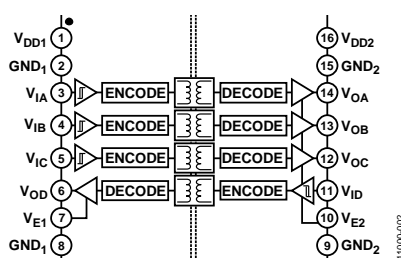 VDD1 1 16 VDD2
GND1 2 15 GND2
VIA 3 ENCODE DECODE 14 VOA
VIB 4 ENCODE DECODE 13 VOB
VIC 5 ENCODE DECODE 12 VOC
VOD 6 DECODE ENCODE 11 VID
VE1 7 10 VE2
GND1 8 9 GND2
11000-002